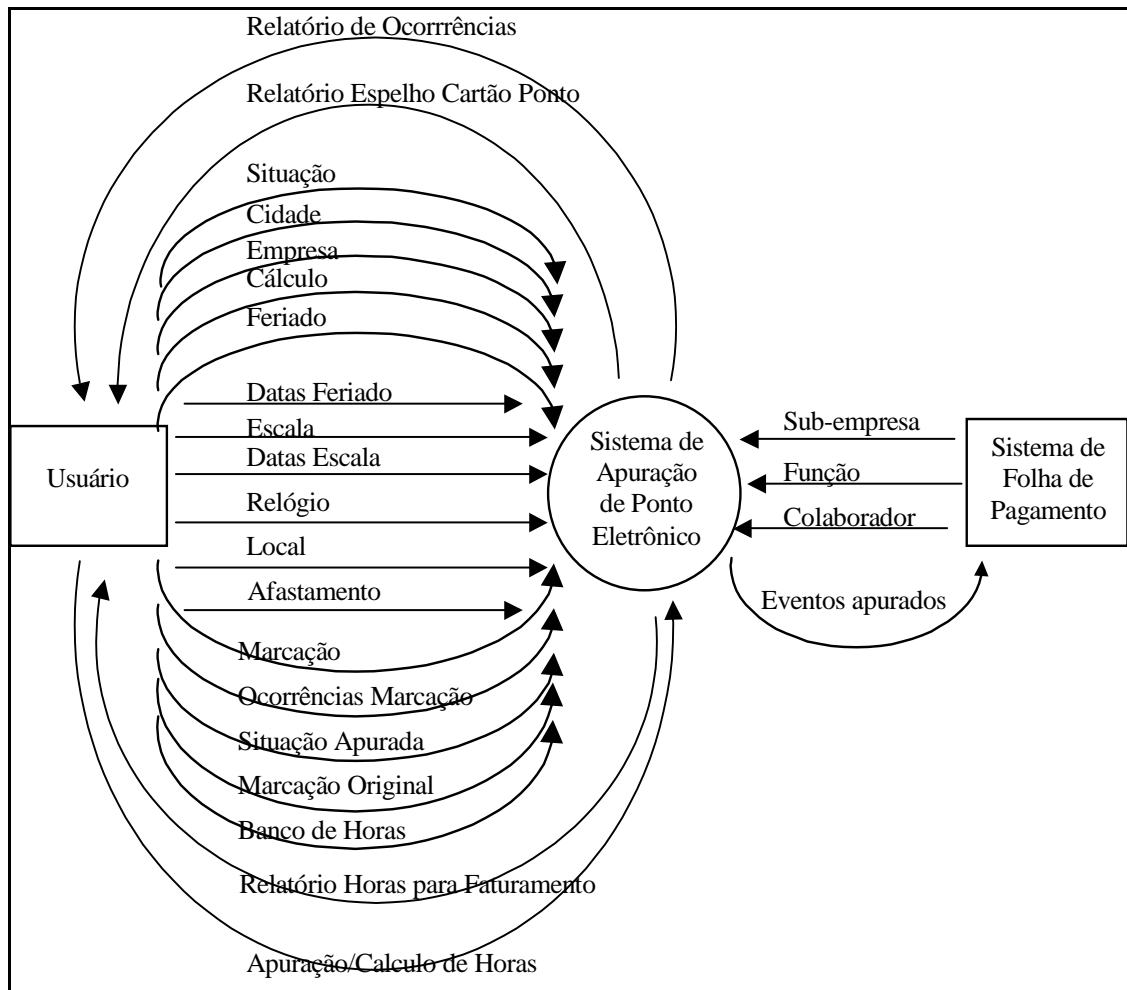 Relatório de Ocorrrências
Relatório Espelho Cartão Ponto
Situação
Cidade
Empresa
Cálculo
Feriado
Datas Feriado
Escala
Datas Escala
Relógio
Local
Afastamento
Marcação
Ocorrências Marcação
Situação Apurada
Marcação Original
Banco de Horas
Relatório Horas para Faturamento
Apuração/Calculo de Horas
Usuário
Sistema de
Apuração
de Ponto
Eletrônico
Sub-empresa
Função
Colaborador
Eventos apurados
Sistema de
Folha de
Pagamento